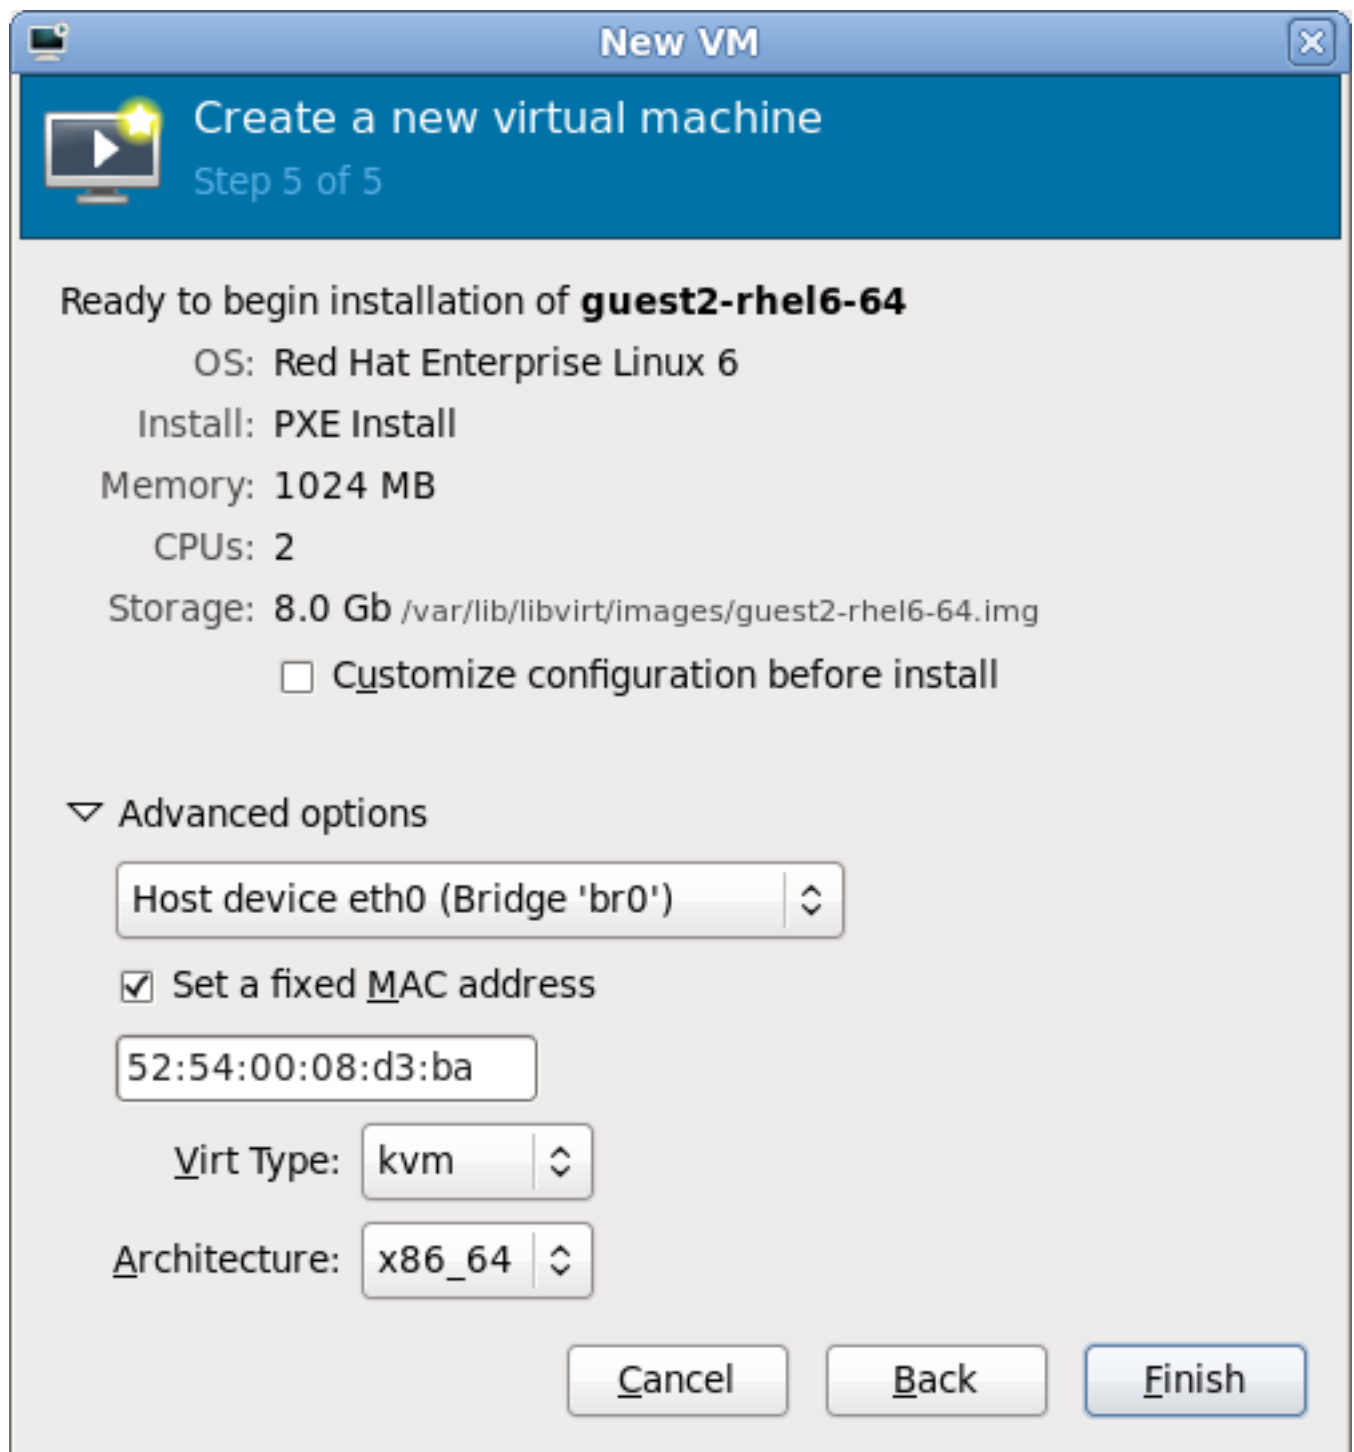 New VM
Create a new virtual machine
Step 5 of 5
Ready to begin installation of guest2-rhel6-64
OS: Red Hat Enterprise Linux 6
Install: PXE Install
Memory: 1024 MB
CPUs: 2
Storage: 8.0 Gb /var/lib/libvirt/images/guest2-rhel6-64.img
Customize configuration before install
Advanced options
Host device eth0 (Bridge 'br0')
Set a fixed MAC address
52:54:00:08:d3:ba
Virt Type: kvm
Architecture: x86_64
Cancel Back Finish